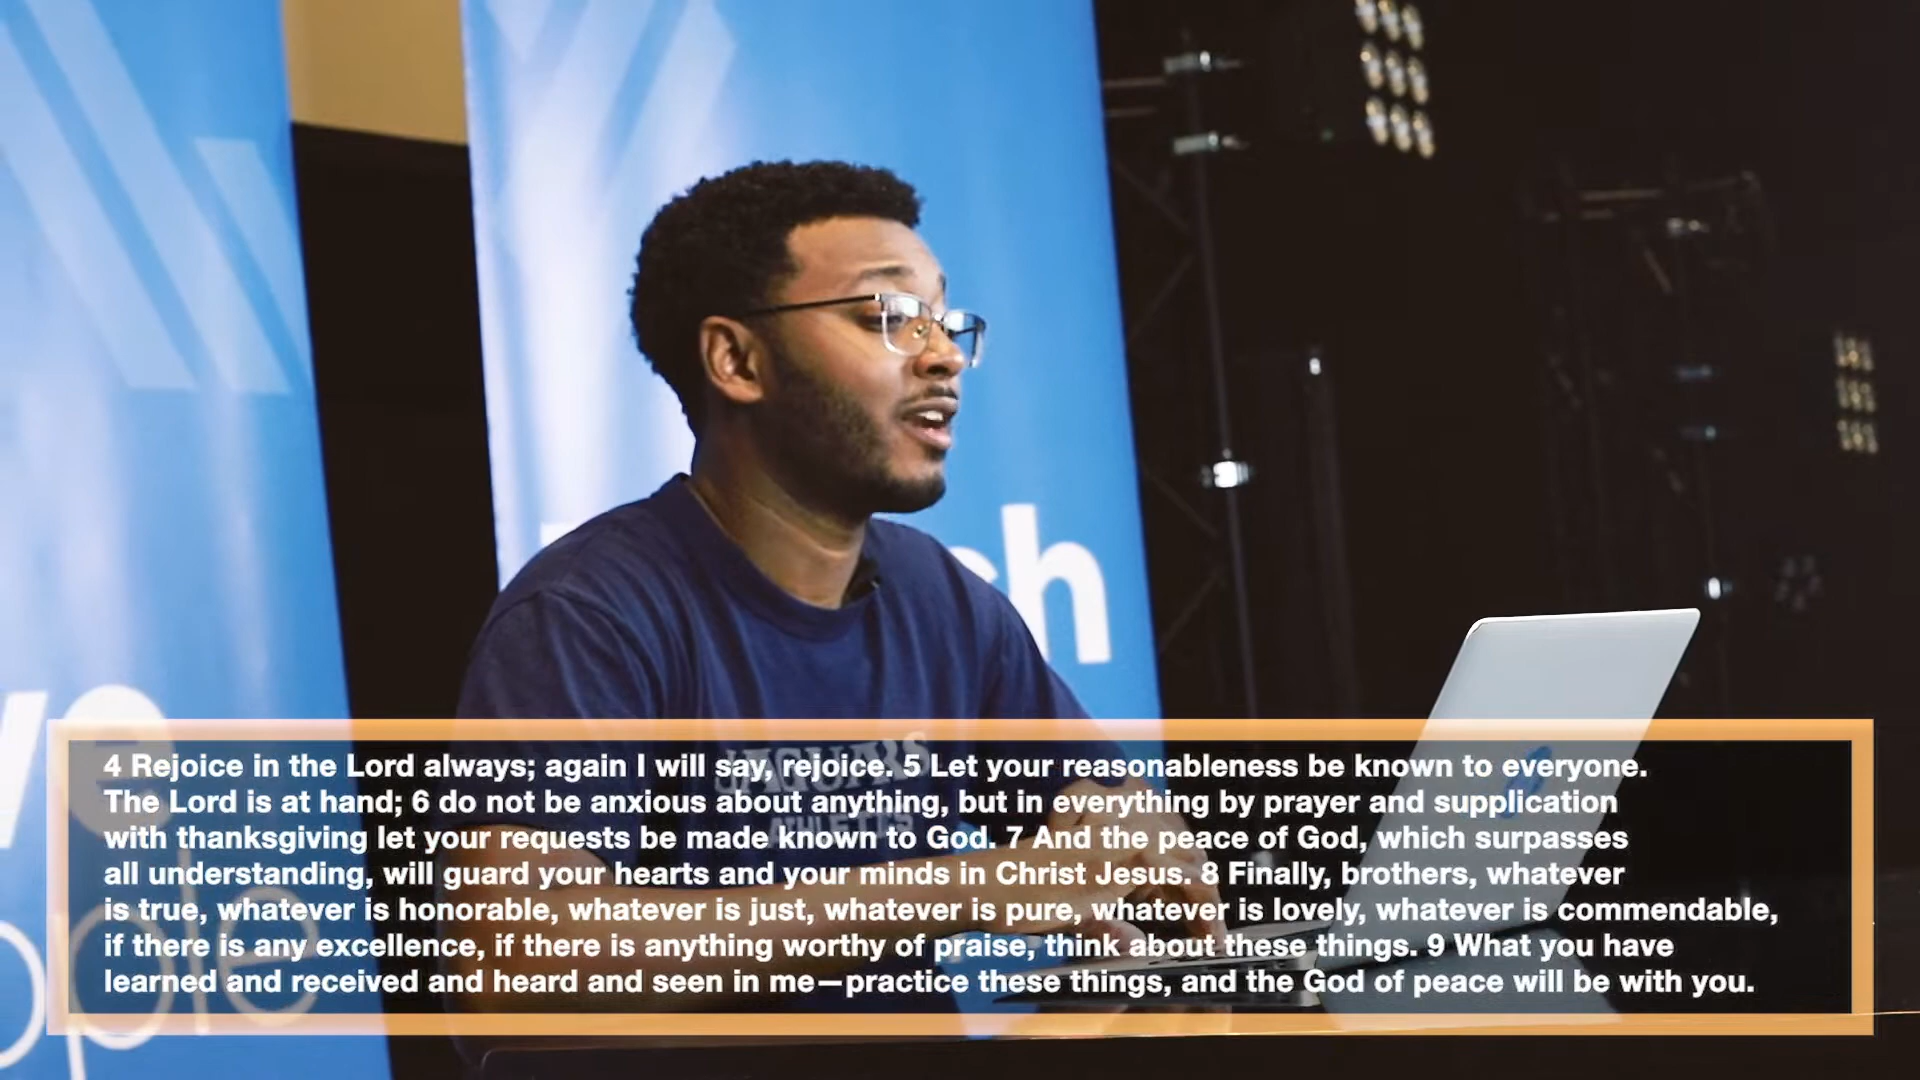 ch
ve
ople
JAGUARS
ATHLETICS
4 Rejoice in the Lord always; again I will say, rejoice. 5 Let your reasonableness be known to everyone.
The Lord is at hand; 6 do not be anxious about anything, but in everything by prayer and supplication
with thanksgiving let your requests be made known to God. 7 And the peace of God, which surpasses
all understanding, will guard your hearts and your minds in Christ Jesus. 8 Finally, brothers, whatever
is true, whatever is honorable, whatever is just, whatever is pure, whatever is lovely, whatever is commendable,
if there is any excellence, if there is anything worthy of praise, think about these things. 9 What you have
learned and received and heard and seen in me—practice these things, and the God of peace will be with you.